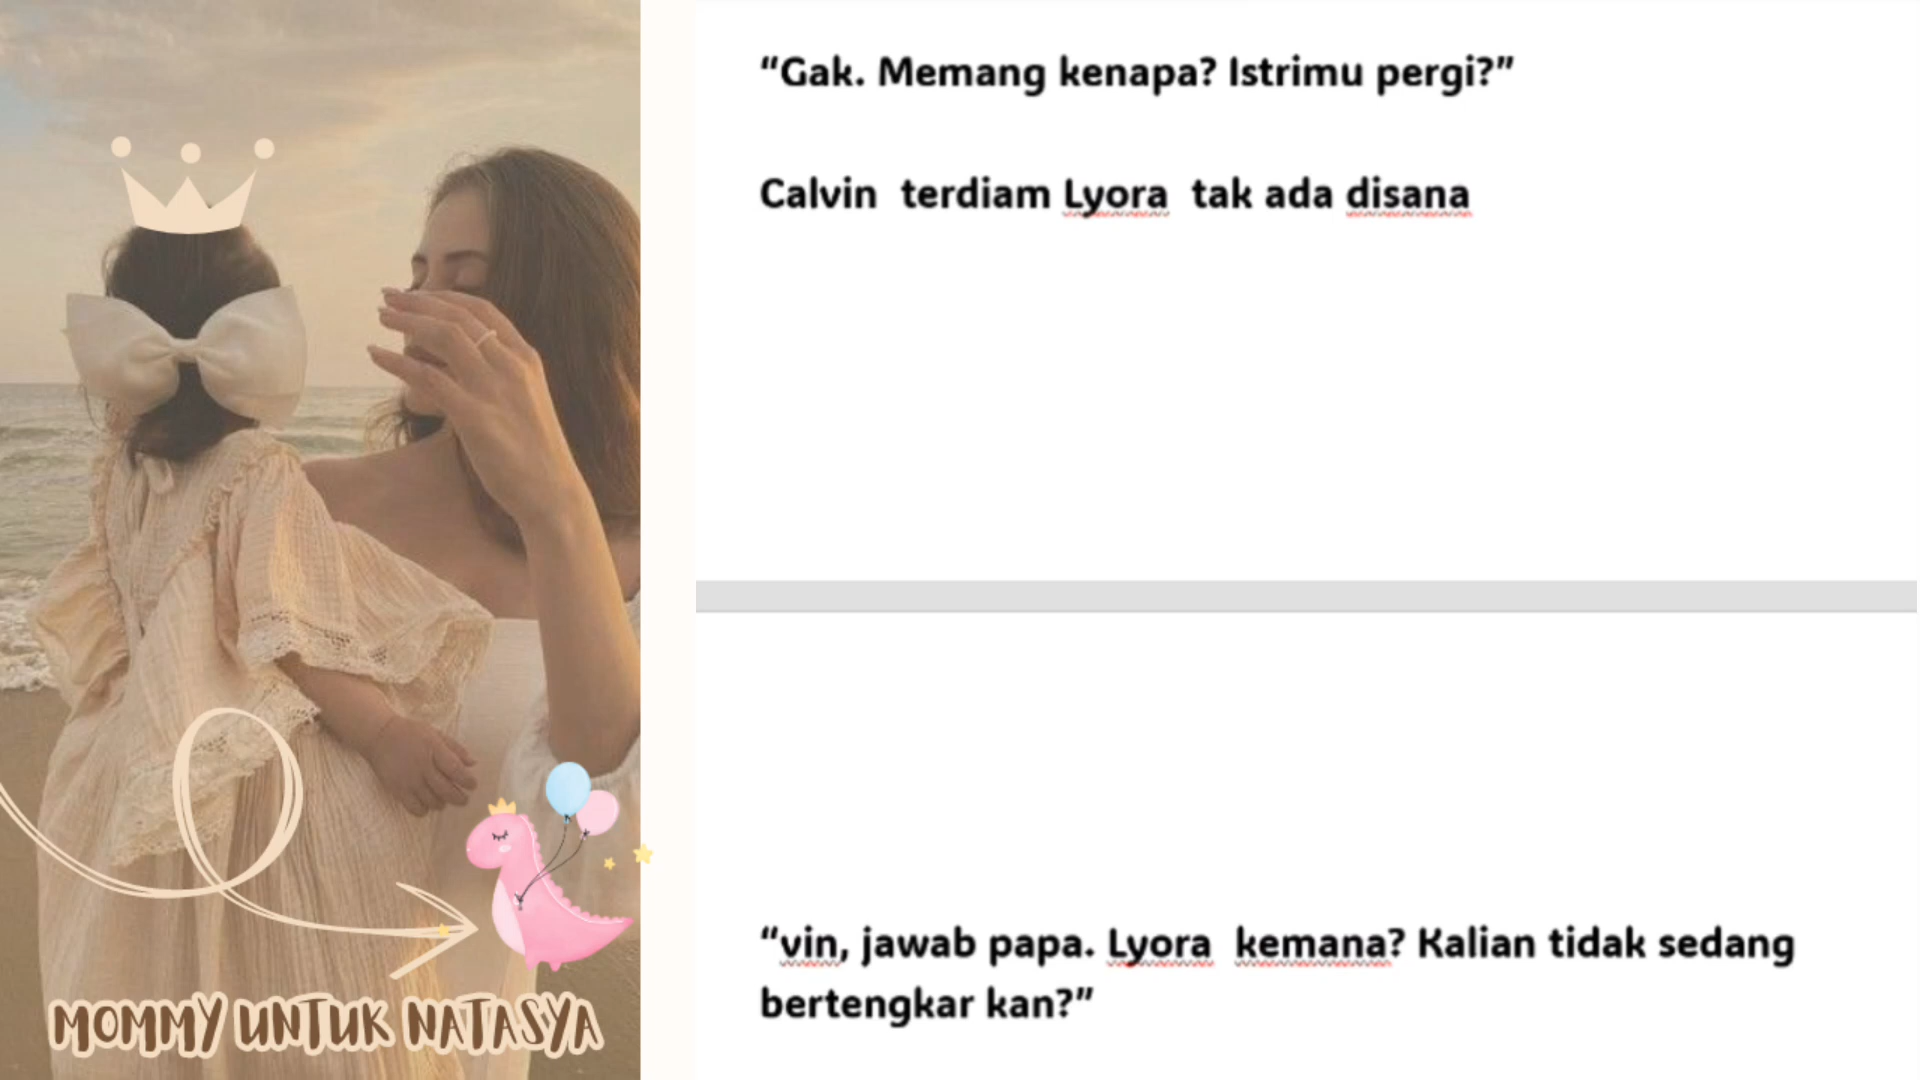 “Gak. Memang kenapa? Istrimu pergi?”
Calvin  terdiam Lyora  tak ada disana
“vin, jawab papa. Lyora  kemana? Kalian tidak sedang
bertengkar kan?”
MOMMY UNTUK NATASYA